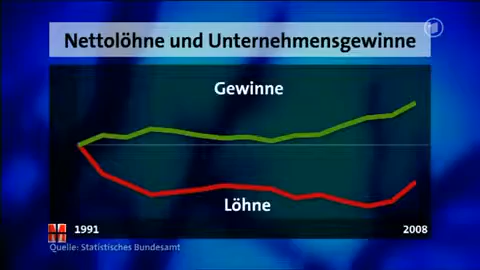 Nettolöhne und Unternehmensgewinne
Gewinne
Löhne
1991
2008
Quelle: Statistisches Bundesamt